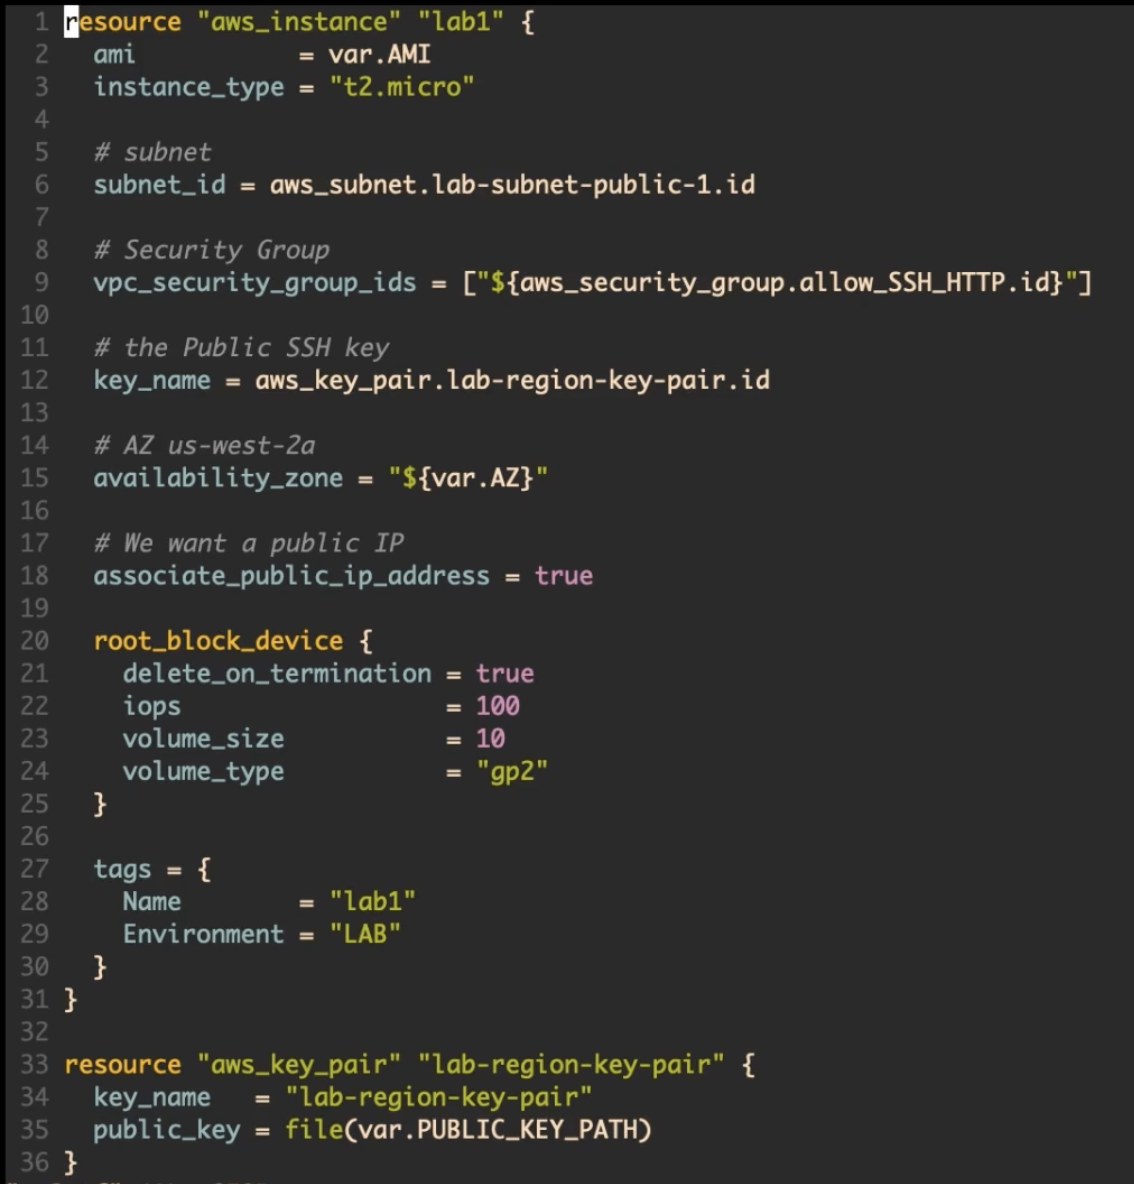 1 resource "aws_instance" "lab1" {
2   ami           = var.AMI
3   instance_type = "t2.micro"
4
5   # subnet
6   subnet_id = aws_subnet.lab-subnet-public-1.id
7
8   # Security Group
9   vpc_security_group_ids = ["${aws_security_group.allow_SSH_HTTP.id}"]
10
11   # the Public SSH key
12   key_name = aws_key_pair.lab-region-key-pair.id
13
14   # AZ us-west-2a
15   availability_zone = "${var.AZ}"
16
17   # We want a public IP
18   associate_public_ip_address = true
19
20   root_block_device {
21     delete_on_termination = true
22     iops                  = 100
23     volume_size           = 10
24     volume_type           = "gp2"
25   }
26
27   tags = {
28     Name        = "lab1"
29     Environment = "LAB"
30   }
31 }
32
33 resource "aws_key_pair" "lab-region-key-pair" {
34   key_name   = "lab-region-key-pair"
35   public_key = file(var.PUBLIC_KEY_PATH)
36 }